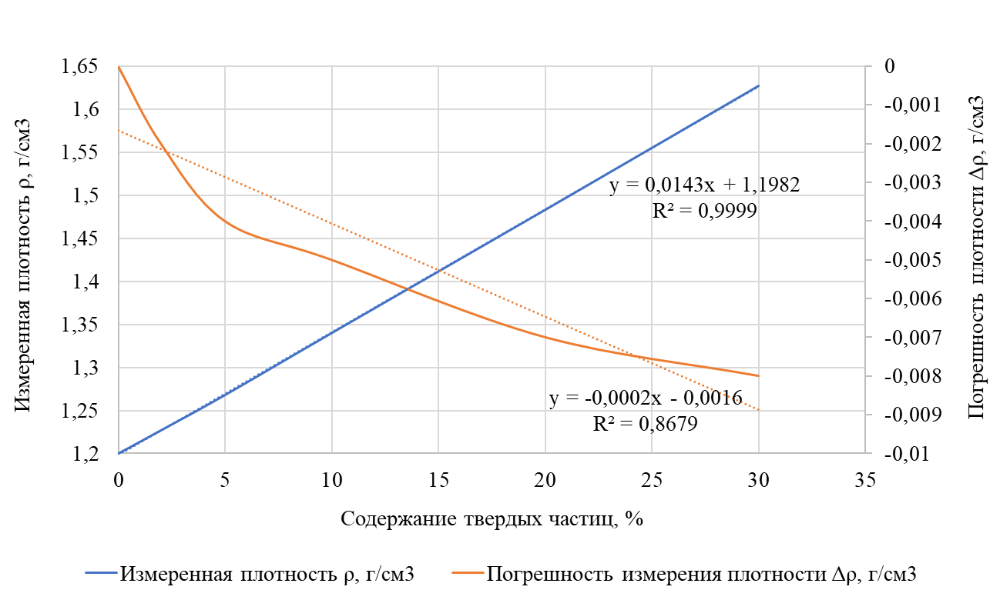 1,65
1,6
1,55
1,5
1,45
1,4
1,35
1,3
1,25
1,2
Измеренная плотность ρ, г/см3
0
-0,001
-0,002
-0,003
-0,004
-0,005
-0,006
-0,007
-0,008
-0,009
-0,01
Погрешность плотности Δρ, г/см3
y = 0,0143x + 1,1982
R² = 0,9999
y = -0,0002x - 0,0016
R² = 0,8679
0 5 10 15 20 25 30 35
Содержание твердых частиц, %
Измеренная плотность ρ, г/см3
Погрешность измерения плотности Δρ, г/см3